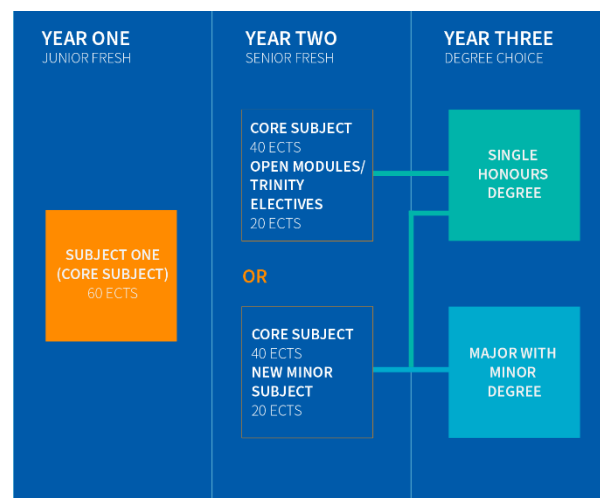 YEAR ONE
JUNIOR FRESH
SUBJECT ONE
(CORE SUBJECT)
60 ECTS
YEAR TWO
SENIOR FRESH
CORE SUBJECT
40 ECTS
OPEN MODULES/
TRINITY
ELECTIVES
20 ECTS
OR
CORE SUBJECT
40 ECTS
NEW MINOR
SUBJECT
20 ECTS
YEAR THREE
DEGREE CHOICE
SINGLE
HONOURS
DEGREE
MAJOR WITH
MINOR
DEGREE